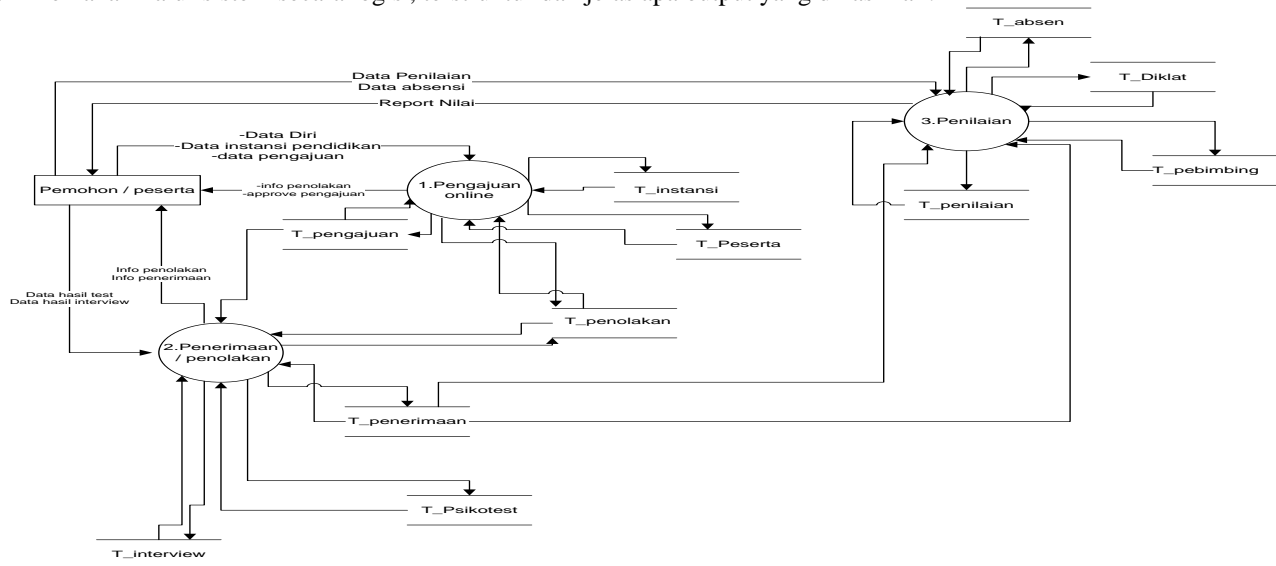 T_absen
Data Penilaian
Data absensi
T_Diklat
Report Nilai
3.Penilaian
-Data Diri
-Data instansi pendidikan
-data pengajuan
T_pebimbing
Pemohon / peserta
-info penolakan
-approve pengajuan
1.Pengajuan
online
T_instansi
T_penilaian
T_pengajuan
T_Peserta
Info penolakan
Info penerimaan
Data hasil test
Data hasil interview
T_penolakan
2.Penerimaan
/ penolakan
T_penerimaan
T_Psikotest
T_interview